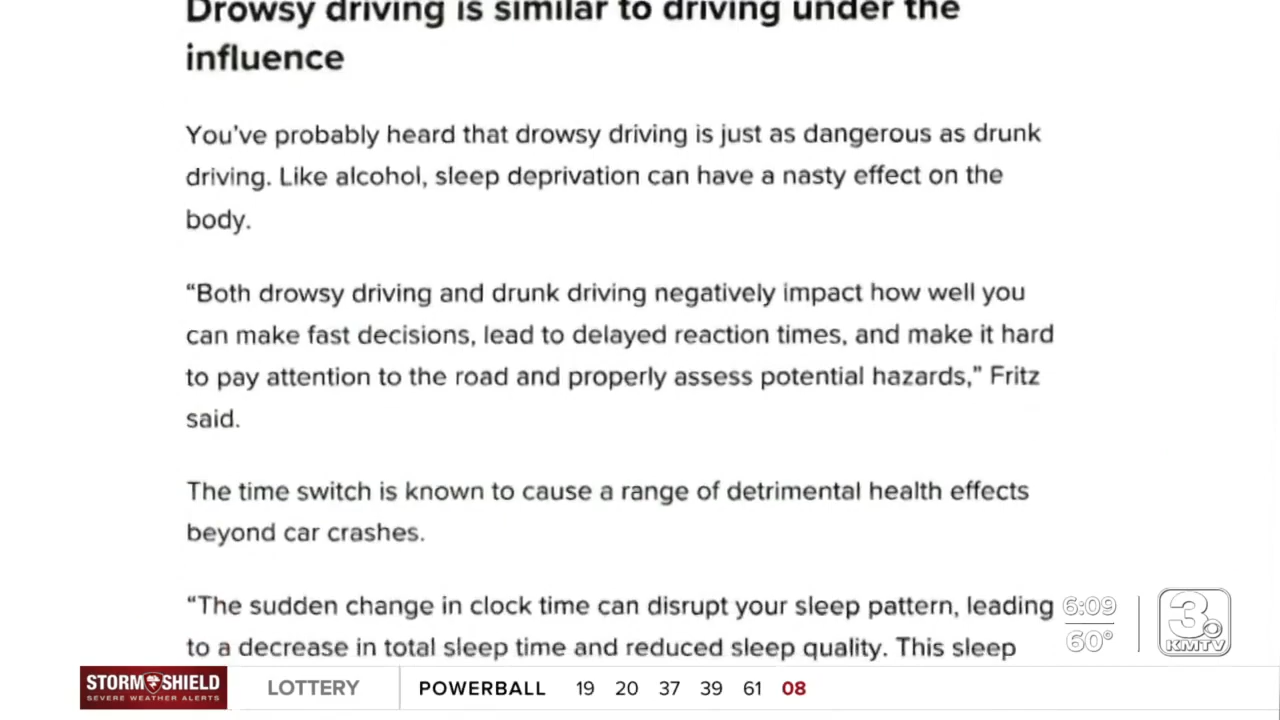 Drowsy driving is similar to driving under the
influence
You've probably heard that drowsy driving is just as dangerous as drunk
driving. Like alcohol, sleep deprivation can have a nasty effect on the
body.
“Both drowsy driving and drunk driving negatively impact how well you
can make fast decisions, lead to delayed reaction times, and make it hard
to pay attention to the road and properly assess potential hazards,” Fritz
said.
The time switch is known to cause a range of detrimental health effects
beyond car crashes.
“The sudden change in clock time can disrupt your sleep pattern, leading
to a decrease in total sleep time and reduced sleep quality. This sleep
6:09
60°
3
KMTV
STORM SHIELD
SEVERE WEATHER ALERTS
LOTTERY
POWERBALL 19 20 37 39 61 08